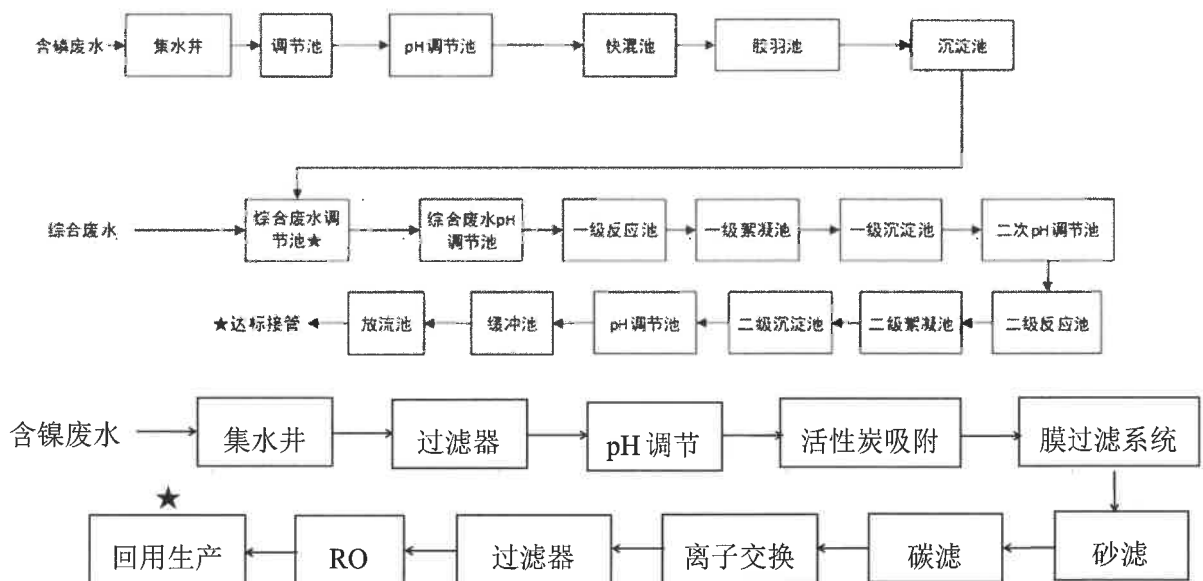 含镍废水 集水井 调节池 pH调节池 快混池 胶羽池 沉淀池
综合废水 综合废水调节池★ 综合废水pH调节池 一级反应池 一级絮凝池 一级沉淀池 二次pH调节池
★达标接管 放流池 缓冲池 pH调节池 二级沉淀池 二级絮凝池 二级反应池
含镍废水 集水井 过滤器 pH调节 活性炭吸附 膜过滤系统
★
回用生产 RO 过滤器 离子交换 碳滤 砂滤